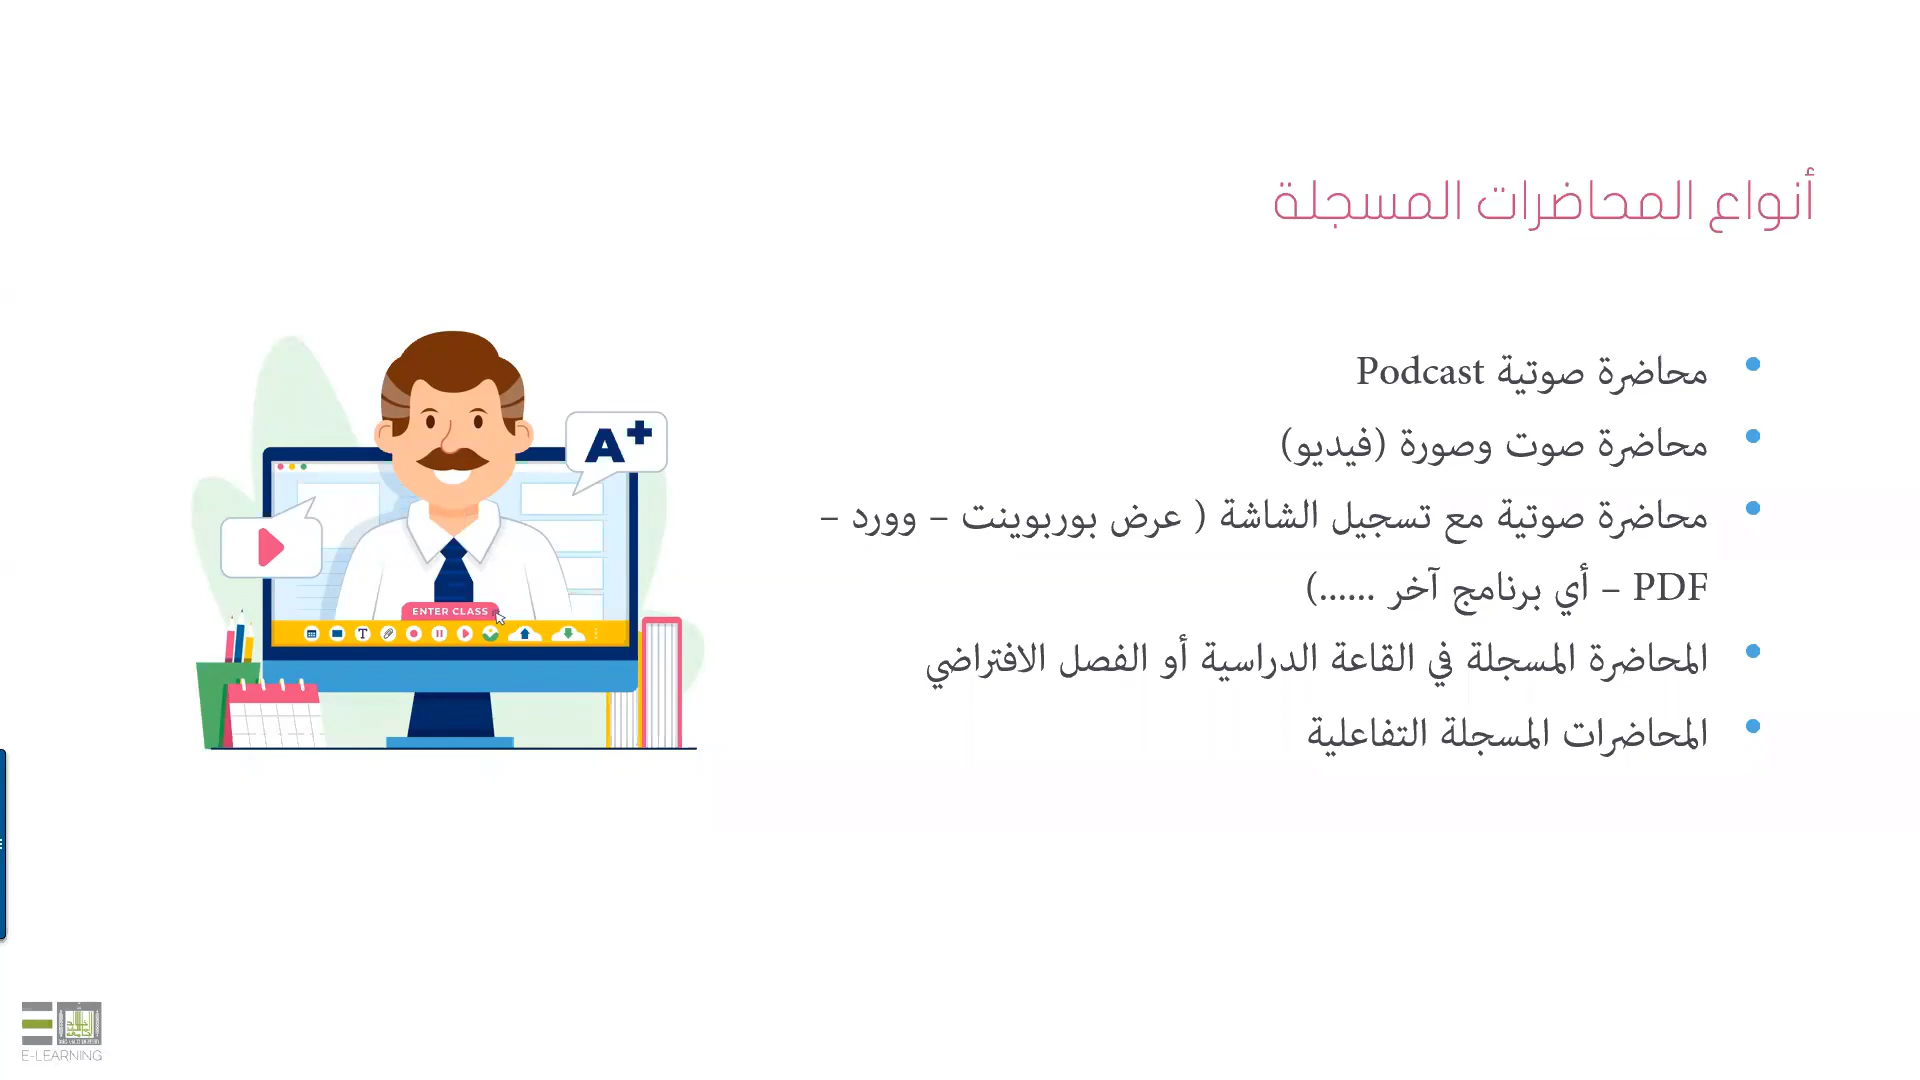 أنواع المحاضرات المسجلة
محاضرة صوتية Podcast
محاضرة صوت وصورة (فيديو)
محاضرة صوتية مع تسجيل الشاشة ( عرض بوربوينت – وورد –
PDF – أي برنامج آخر ......)
المحاضرة المسجلة في القاعة الدراسية أو الفصل الافتراضي
المحاضرات المسجلة التفاعلية
A+
ENTER CLASS
T
E-LEARNING